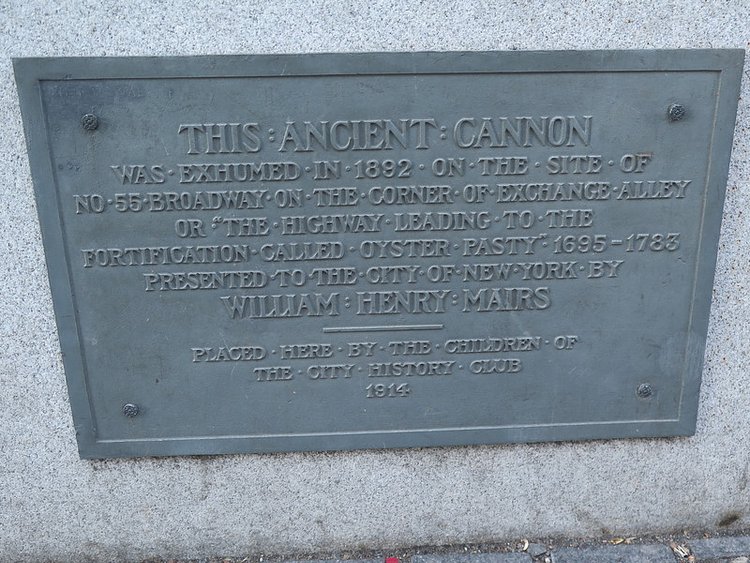 THIS : ANCIENT : CANNON
WAS · EXHUMED · IN · 1892 · ON · THE · SITE · OF
NO · 55 · BROADWAY · ON · THE · CORNER · OF · EXCHANGE · ALLEY
OR · "THE · HIGHWAY · LEADING · TO · THE
FORTIFICATION · CALLED · OYSTER · PASTY" · 1695 - 1783
PRESENTED · TO · THE · CITY · OF · NEW · YORK · BY
WILLIAM : HENRY : MAIRS
PLACED · HERE · BY · THE · CHILDREN · OF
THE · CITY · HISTORY · CLUB
1914